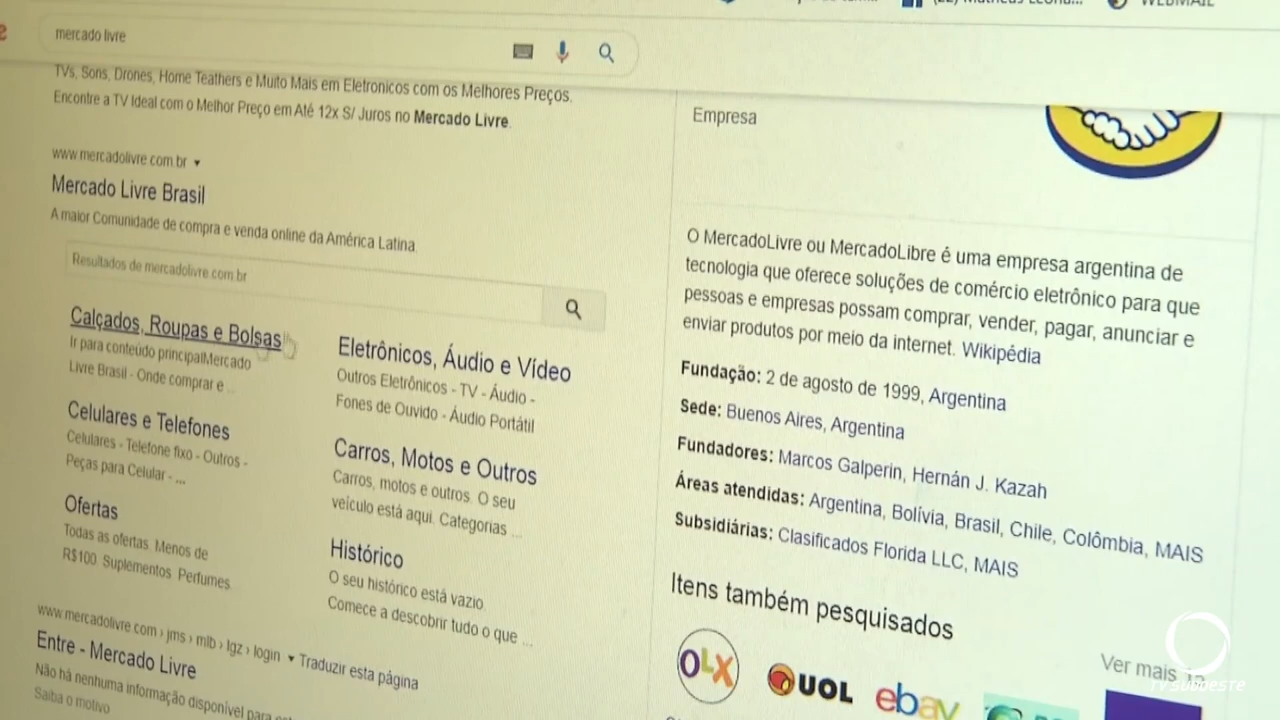 WEBMAIL
mercado livre
TVs, Sons, Drones, Home Teathers e Muito Mais em Eletronicos com os Melhores Preços.
Encontre a TV Ideal com o Melhor Preço em Até 12x S/ Juros no Mercado Livre.
www.mercadolivre.com.br
Mercado Livre Brasil
A maior Comunidade de compra e venda online da América Latina.
Resultados de mercadolivre.com.br
Calçados, Roupas e Bolsas
Ir para conteúdo principalMercado
Livre Brasil - Onde comprar e ...
Celulares e Telefones
Celulares - Telefone fixo - Outros -
Peças para Celular - ...
Ofertas
Todas as ofertas. Menos de
R$100. Suplementos. Perfumes.
Eletrônicos, Áudio e Vídeo
Outros Eletrônicos - TV - Áudio -
Fones de Ouvido - Áudio Portátil
Carros, Motos e Outros
Carros, motos e outros. O seu
veículo está aqui. Categorias ...
Histórico
O seu histórico está vazio.
Comece a descobrir tudo o que ...
www.mercadolivre.com › jms › mlb › lgz › login Traduzir esta página
Entre - Mercado Livre
Não há nenhuma informação disponível para
Saiba o motivo
Empresa
O MercadoLivre ou MercadoLibre é uma empresa argentina de
tecnologia que oferece soluções de comércio eletrônico para que
pessoas e empresas possam comprar, vender, pagar, anunciar e
enviar produtos por meio da internet. Wikipédia
Fundação: 2 de agosto de 1999, Argentina
Sede: Buenos Aires, Argentina
Fundadores: Marcos Galperin, Hernán J. Kazah
Áreas atendidas: Argentina, Bolívia, Brasil, Chile, Colômbia, MAIS
Subsidiárias: Clasificados Florida LLC, MAIS
Itens também pesquisados
Ver mais
OLX
UOL
ebay
TV SUDOESTE